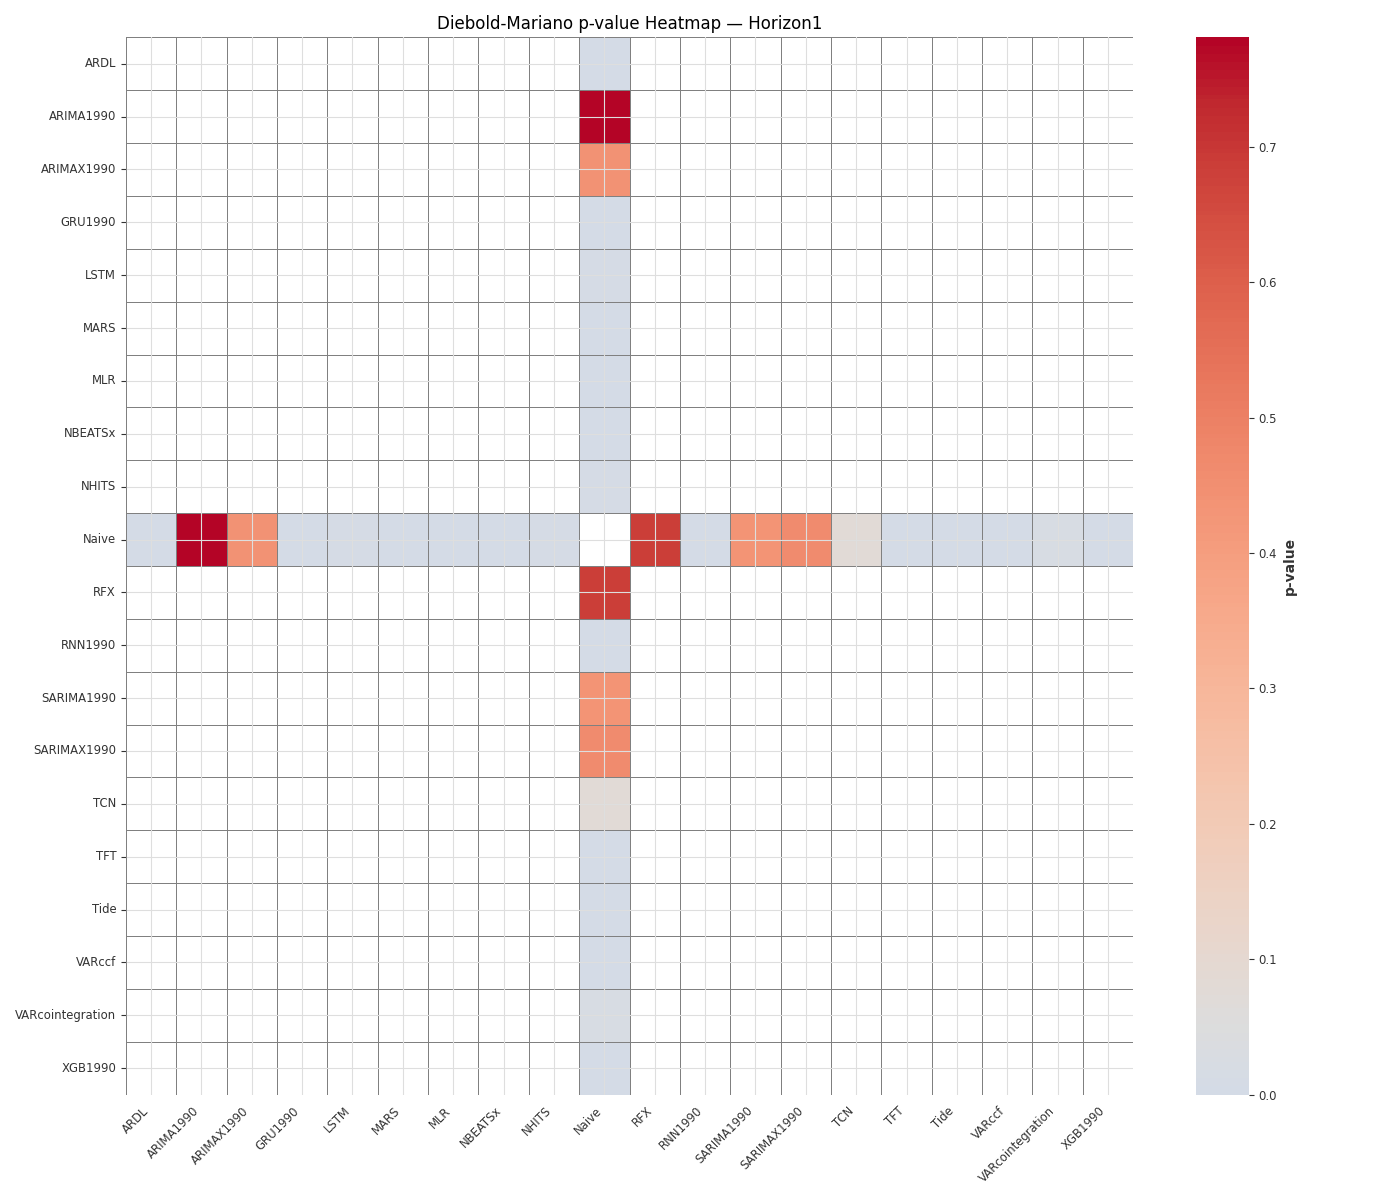 Diebold-Mariano p-value Heatmap — Horizon1
ARDL
ARIMA1990
ARIMAX1990
GRU1990
LSTM
MARS
MLR
NBEATSx
NHITS
Naive
RFX
RNN1990
SARIMA1990
SARIMAX1990
TCN
TFT
Tide
VARccf
VARcointegration
XGB1990
ARDL
ARIMA1990
ARIMAX1990
GRU1990
LSTM
MARS
MLR
NBEATSx
NHITS
Naive
RFX
RNN1990
SARIMA1990
SARIMAX1990
TCN
TFT
Tide
VARccf
VARcointegration
XGB1990
0.7
0.6
0.5
0.4
0.3
0.2
0.1
0.0
p-value